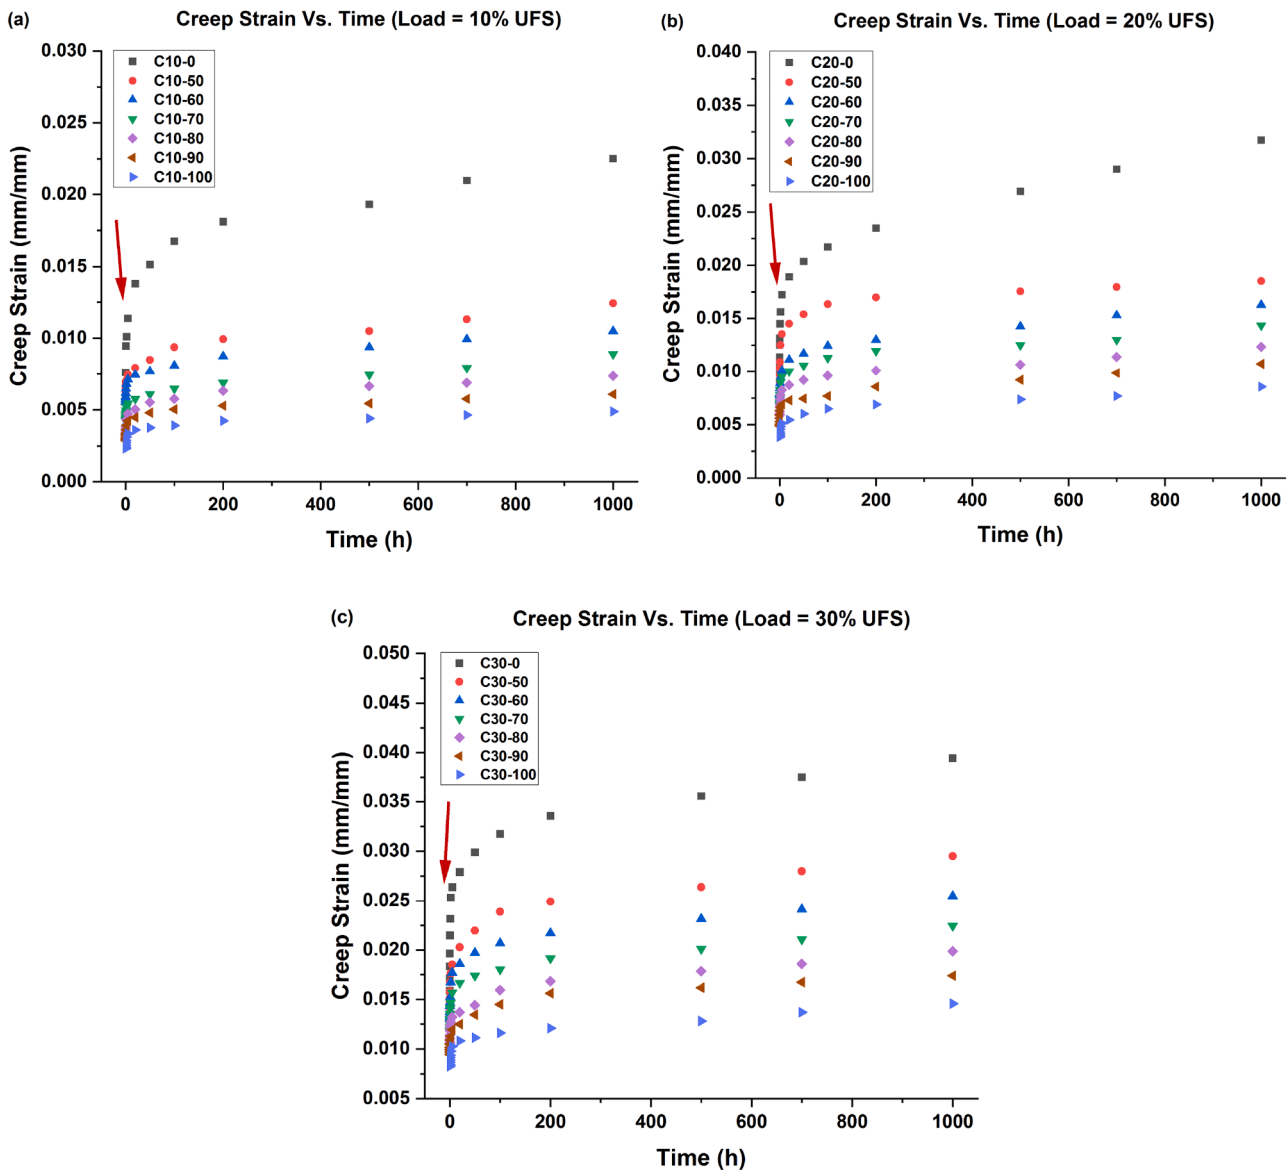 (a)
Creep Strain Vs. Time (Load = 10% UFS)
0.030
0.025
0.020
0.015
0.010
0.005
0.000
Creep Strain (mm/mm)
C10-0
C10-50
C10-60
C10-70
C10-80
C10-90
C10-100
0 200 400 600 800 1000
Time (h)
(b)
Creep Strain Vs. Time (Load = 20% UFS)
0.040
0.035
0.030
0.025
0.020
0.015
0.010
0.005
0.000
Creep Strain (mm/mm)
C20-0
C20-50
C20-60
C20-70
C20-80
C20-90
C20-100
0 200 400 600 800 1000
Time (h)
(c)
Creep Strain Vs. Time (Load = 30% UFS)
0.050
0.045
0.040
0.035
0.030
0.025
0.020
0.015
0.010
0.005
Creep Strain (mm/mm)
C30-0
C30-50
C30-60
C30-70
C30-80
C30-90
C30-100
0 200 400 600 800 1000
Time (h)